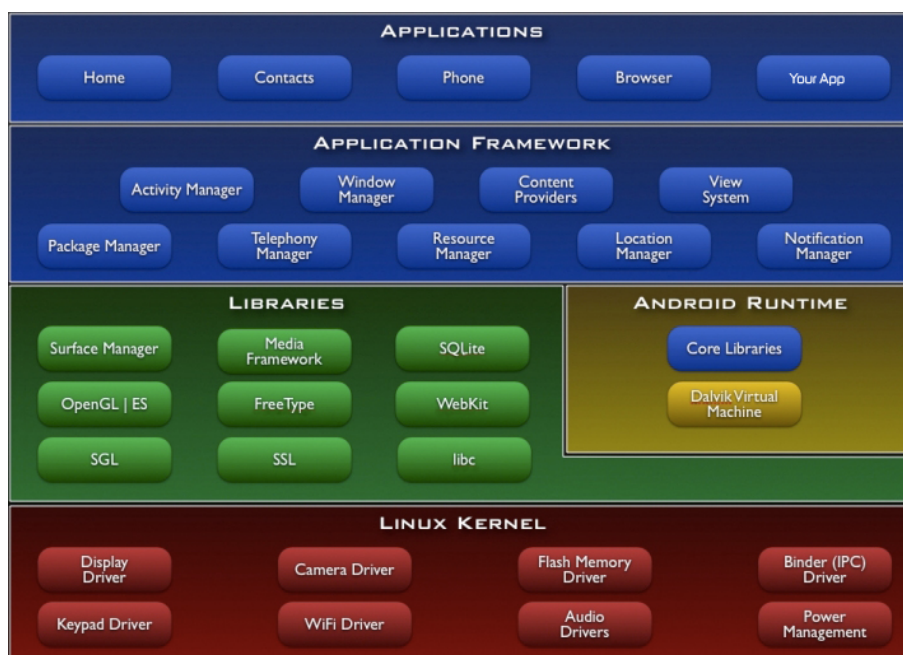 APPLICATIONS
Home
Contacts
Phone
Browser
Your App
APPLICATION FRAMEWORK
Activity Manager
Window
Manager
Content
Providers
View
System
Package Manager
Telephony
Manager
Resource
Manager
Location
Manager
Notification
Manager
LIBRARIES
Surface Manager
Media
Framework
SQLite
OpenGL | ES
FreeType
WebKit
SGL
SSL
libc
ANDROID RUNTIME
Core Libraries
Dalvik Virtual
Machine
LINUX KERNEL
Display
Driver
Camera Driver
Flash Memory
Driver
Binder (IPC)
Driver
Keypad Driver
WiFi Driver
Audio
Drivers
Power
Management